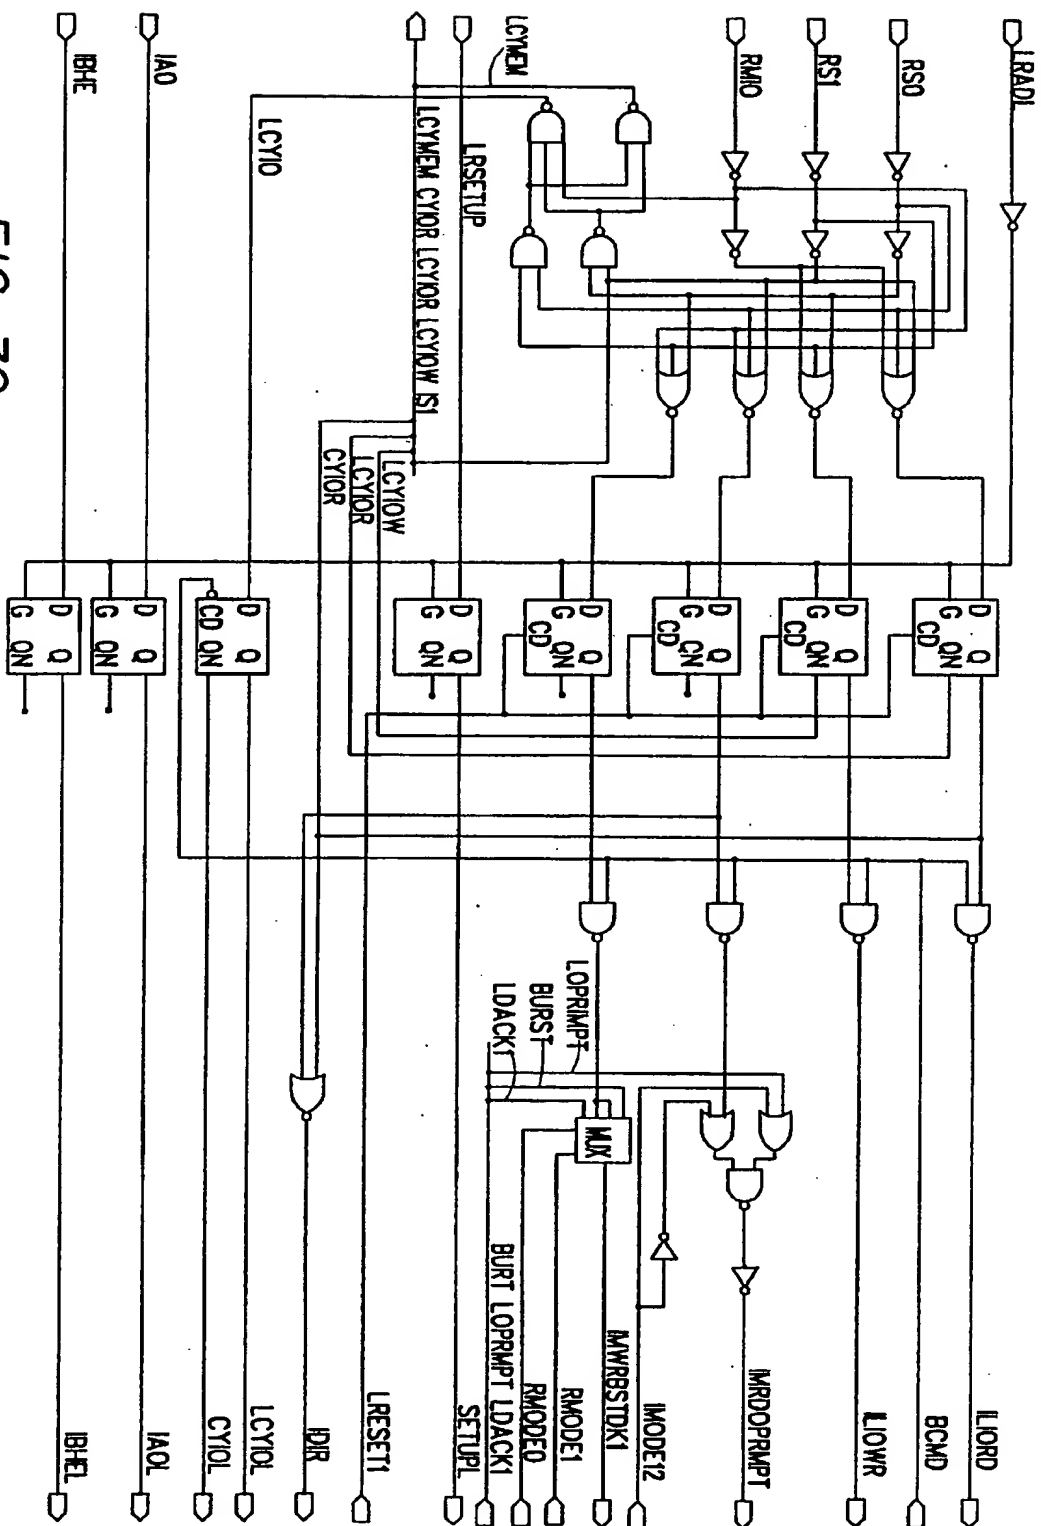 LRADL
RS0
RS1
RMIO
LCYMEM
LRSETUP
LCYMEM CYIOR LCYIOR LCYIOW IS1
LCYIOW
LCYIOR
CYIOR
LCYIO
IA0
IBHE
D Q
G QN
CD
D Q
G QN
CD
D Q
G QN
CD
D Q
G QN
CD
D Q
G QN
D Q
CD QN
D Q
G QN
D Q
G QN
LOPRIMPT
BURST
LDACK1
MUX
ILIORD
BCMD
ILIOWR
IMRDOPRMPT
IMODE12
IMWRBSTDK1
RMODE1
RMODE0
BURT LOPRMPT LDACK1
SETUPL
LRESET1
IDIR
LCYIOL
CYIOL
IAOL
IBHEL